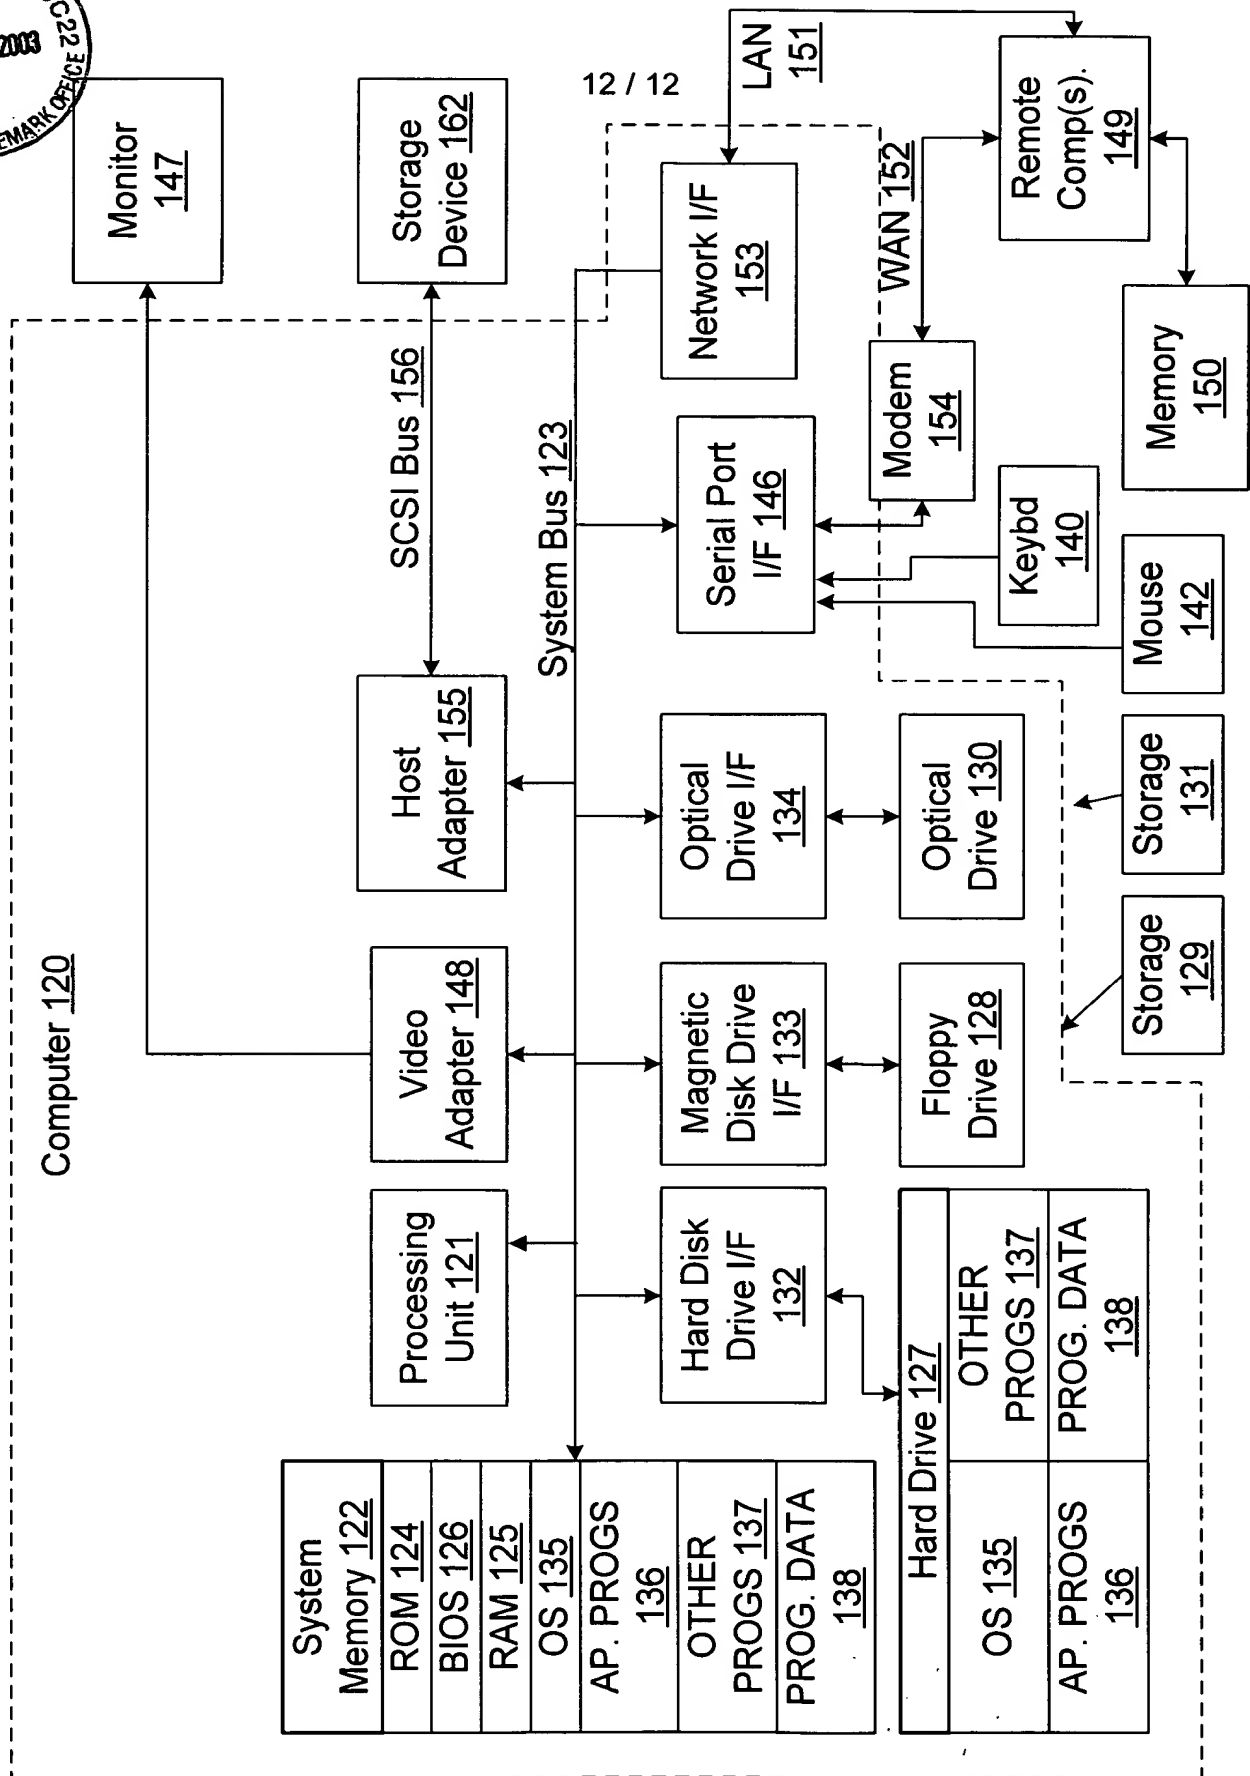 2003
C22
EMARK OFFICE
12 / 12
Computer 120
Monitor
147
Storage
Device 162
SCSI Bus 156
Host
Adapter 155
Video
Adapter 148
Processing
Unit 121
System Bus 123
System
Memory 122
ROM 124
BIOS 126
RAM 125
OS 135
AP. PROGS
136
OTHER
PROGS 137
PROG. DATA
138
Hard Disk
Drive I/F
132
Magnetic
Disk Drive
I/F 133
Optical
Drive I/F
134
Serial Port
I/F 146
Network I/F
153
LAN
151
Hard Drive 127
OS 135
OTHER
PROGS 137
AP. PROGS
136
PROG. DATA
138
Floppy
Drive 128
Optical
Drive 130
Modem
154
WAN 152
Remote
Comp(s).
149
Memory
150
Keybd
140
Mouse
142
Storage
131
Storage
129